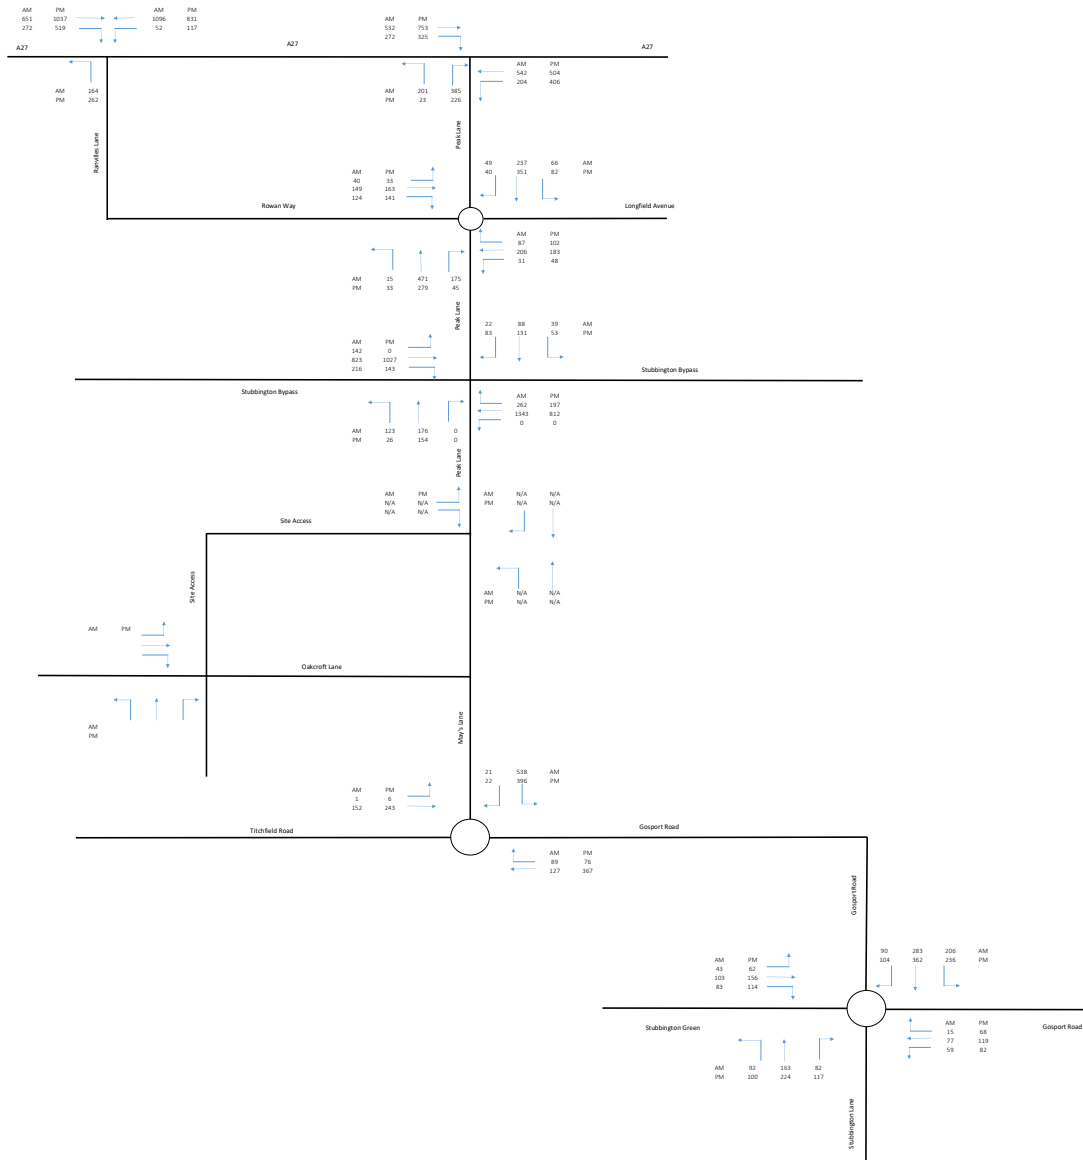 AM PM AM PM
651 1037 1096 831
272 519 52 117
AM PM
532 753
272 325
A27 A27 A27
AM PM
542 504
204 406
AM 164
PM 262
AM 201 385
PM 23 226
Ranvilles Lane
Peak Lane
AM PM
40 33
149 163
124 141
49 237 66 AM
40 351 82 PM
Rowan Way Longfield Avenue
AM PM
87 102
206 183
31 48
AM 15 471 175
PM 33 279 45
Peak Lane
22 88 39 AM
83 131 53 PM
AM PM
142 0
823 1027
216 143
Stubbington Bypass
Stubbington Bypass
AM PM
262 197
1343 812
0 0
AM 123 176 0
PM 26 154 0
Peak Lane
AM PM
N/A N/A
N/A N/A
AM N/A N/A
PM N/A N/A
Site Access
Site Access
AM N/A N/A
PM N/A N/A
AM PM
Oakcroft Lane
AM
PM
May's Lane
21 538 AM
22 396 PM
AM PM
1 6
152 243
Titchfield Road Gosport Road
AM PM
89 76
127 367
Gosport Road
90 283 206 AM
104 362 236 PM
AM PM
43 62
103 156
83 114
Stubbington Green Gosport Road
AM PM
15 68
77 119
59 82
AM 92 163 82
PM 100 224 117
Stubbington Lane